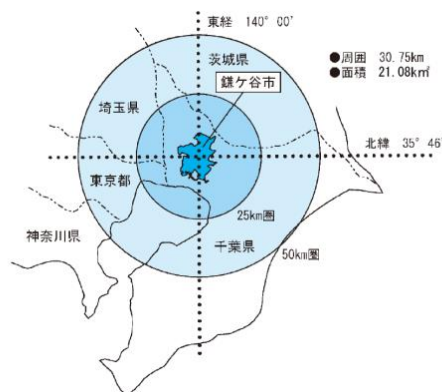 東経 140° 00′
茨城県
●周囲 30.75km
●面積 21.08k㎡
鎌ケ谷市
埼玉県
北緯 35° 46′
東京都
25km圏
神奈川県
千葉県
50km圏